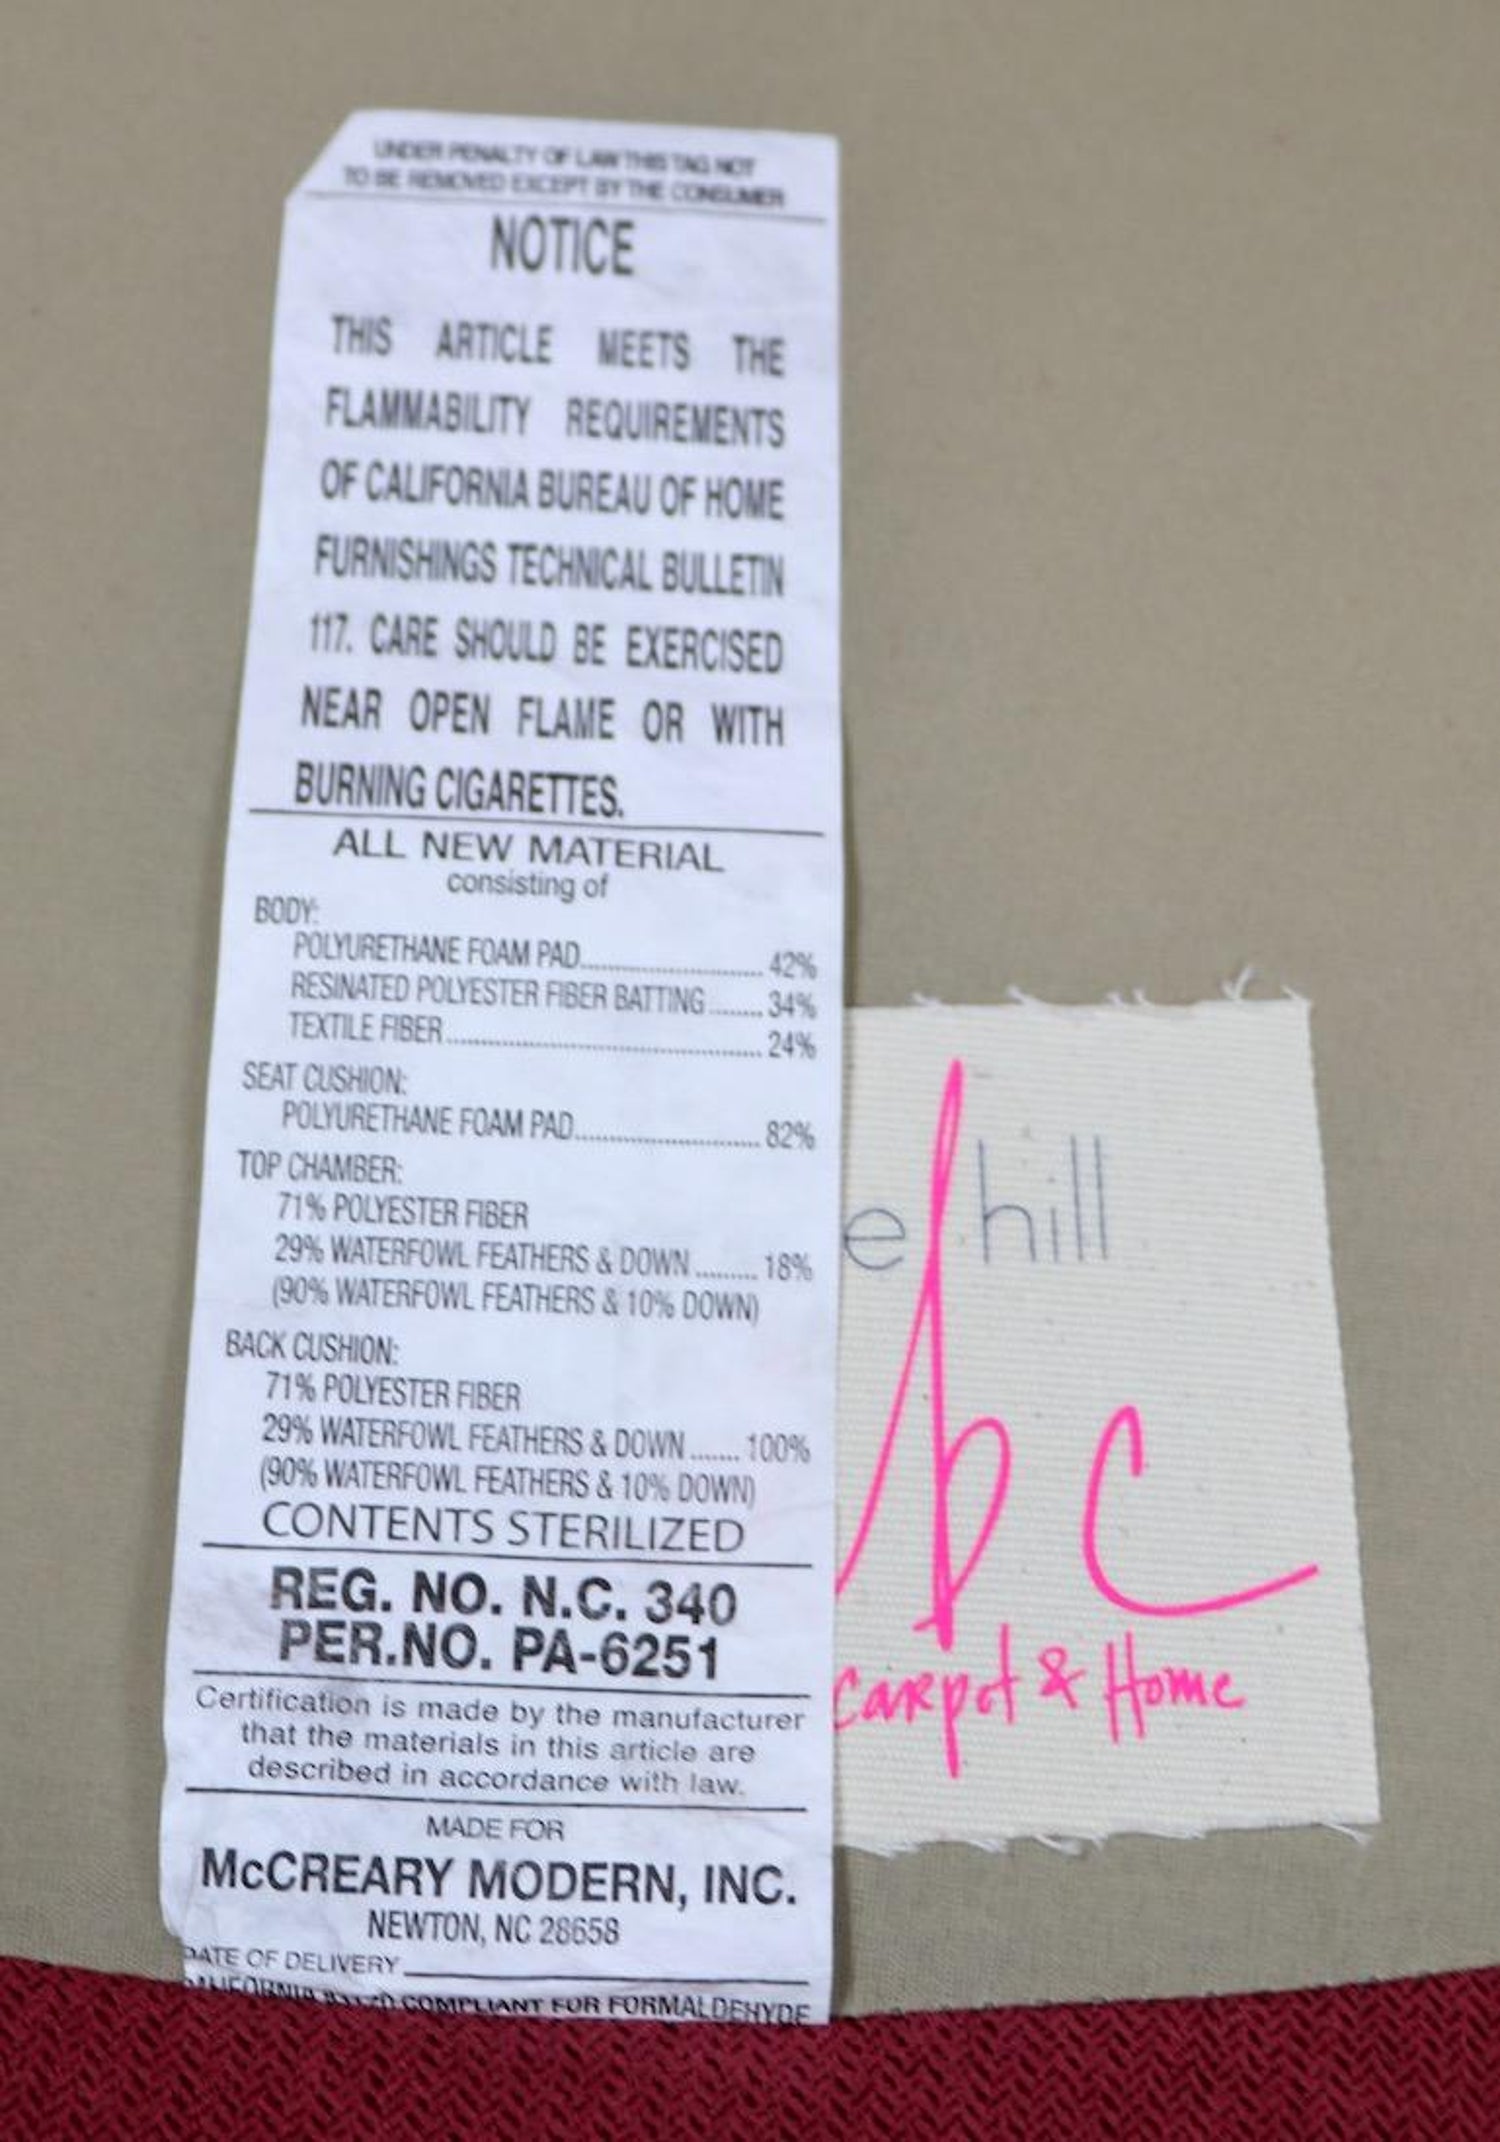 UNDER PENALTY OF LAW THIS TAG NOT
TO BE REMOVED EXCEPT BY THE CONSUMER
NOTICE
THIS ARTICLE MEETS THE
FLAMMABILITY REQUIREMENTS
OF CALIFORNIA BUREAU OF HOME
FURNISHINGS TECHNICAL BULLETIN
117. CARE SHOULD BE EXERCISED
NEAR OPEN FLAME OR WITH
BURNING CIGARETTES.
ALL NEW MATERIAL
consisting of
BODY:
POLYURETHANE FOAM PAD.......................... 42%
RESINATED POLYESTER FIBER BATTING ........ 34%
TEXTILE FIBER.............................................. 24%
SEAT CUSHION:
POLYURETHANE FOAM PAD.......................... 82%
TOP CHAMBER:
71% POLYESTER FIBER
29% WATERFOWL FEATHERS & DOWN ......... 18%
(90% WATERFOWL FEATHERS & 10% DOWN)
BACK CUSHION:
71% POLYESTER FIBER
29% WATERFOWL FEATHERS & DOWN ....... 100%
(90% WATERFOWL FEATHERS & 10% DOWN)
CONTENTS STERILIZED
REG. NO. N.C. 340
PER.NO. PA-6251
Certification is made by the manufacturer
that the materials in this article are
described in accordance with law.
MADE FOR
McCREARY MODERN, INC.
NEWTON, NC 28658
DATE OF DELIVERY
CALIFORNIA 93120 COMPLIANT FOR FORMALDEHYDE
e hill
bc
Carpet & Home